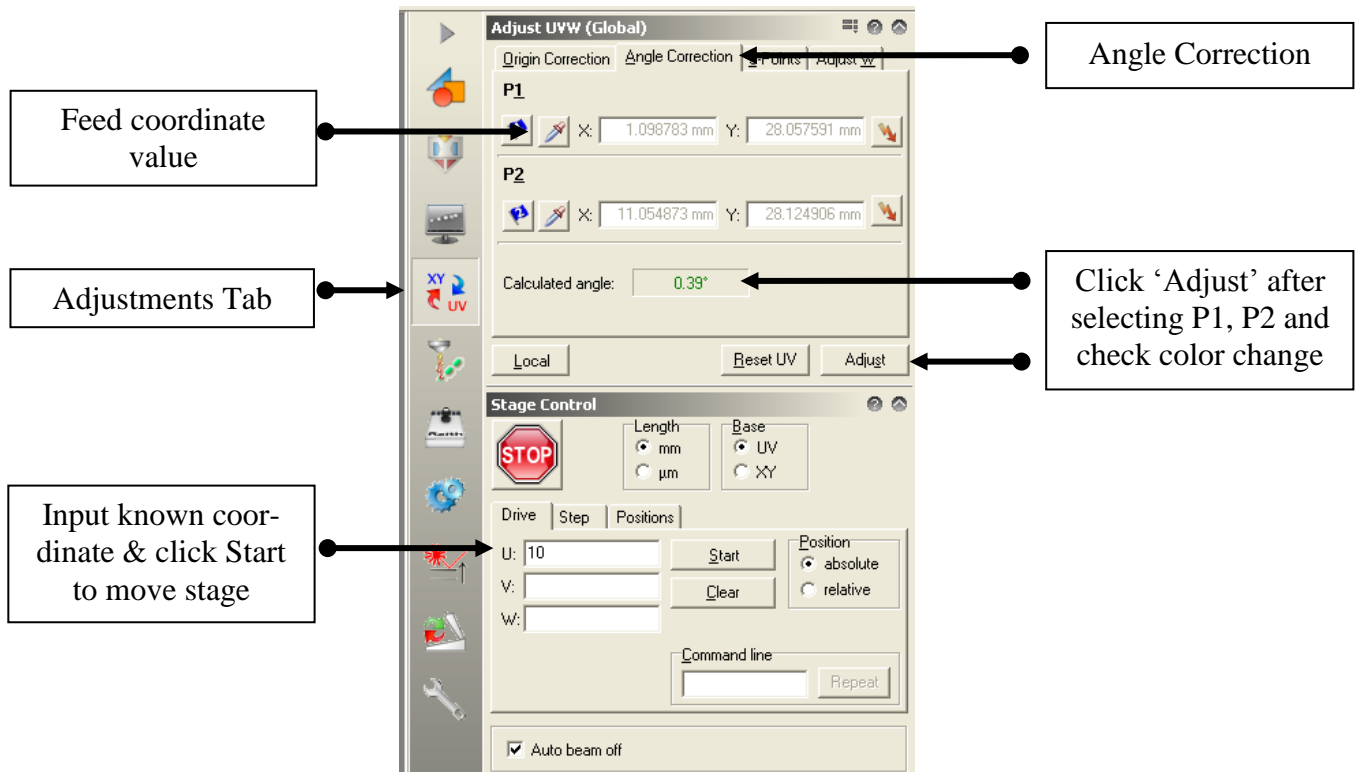 Adjust UVW (Global)
Origin Correction Angle Correction Adjust W
P1
X: 1.098783 mm Y: 28.057591 mm
P2
X: 11.054873 mm Y: 28.124906 mm
Calculated angle: 0.39°
Local Reset UV Adjust
Stage Control
STOP
Length
mm
µm
Base
UV
XY
Drive Step Positions
U: 10
V:
W:
Start
Clear
Position
absolute
relative
Command line
Repeat
Auto beam off
XY
UV
Raith
Feed coordinate
value
Adjustments Tab
Input known coor-
dinate & click Start
to move stage
Angle Correction
Click ‘Adjust’ after
selecting P1, P2 and
check color change